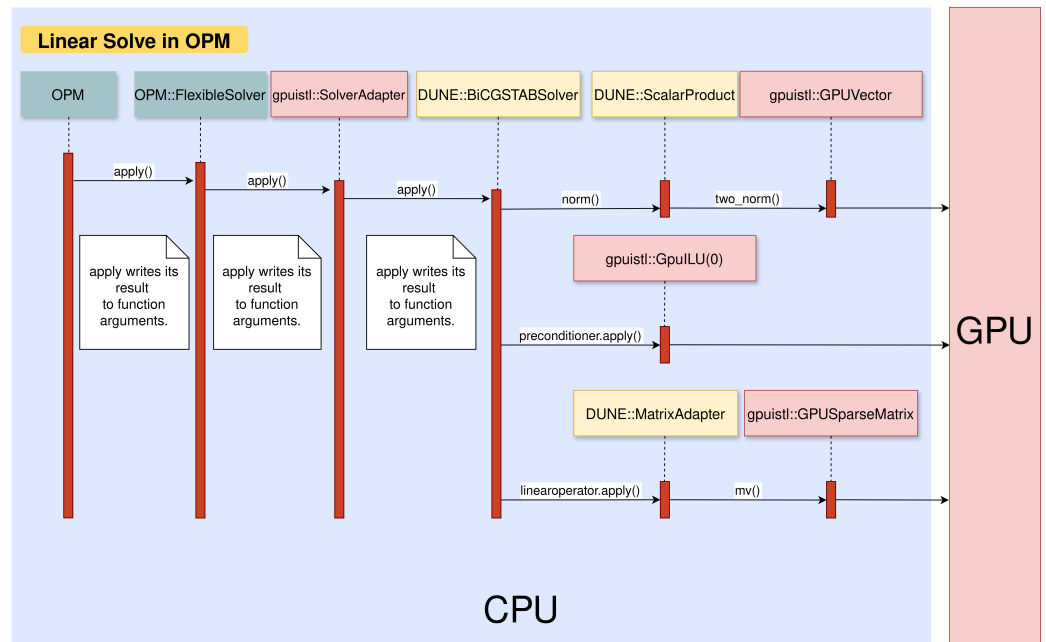 Linear Solve in OPM
OPM
OPM::FlexibleSolver
gpuistl::SolverAdapter
DUNE::BiCGSTABSolver
DUNE::ScalarProduct
gpuistl::GPUVector
apply()
apply()
apply()
norm()
two_norm()
apply writes its
result
to function
arguments.
apply writes its
result
to function
arguments.
apply writes its
result
to function
arguments.
gpuistl::GpuILU(0)
preconditioner.apply()
GPU
DUNE::MatrixAdapter
gpuistl::GPUSparseMatrix
linearoperator.apply()
mv()
CPU